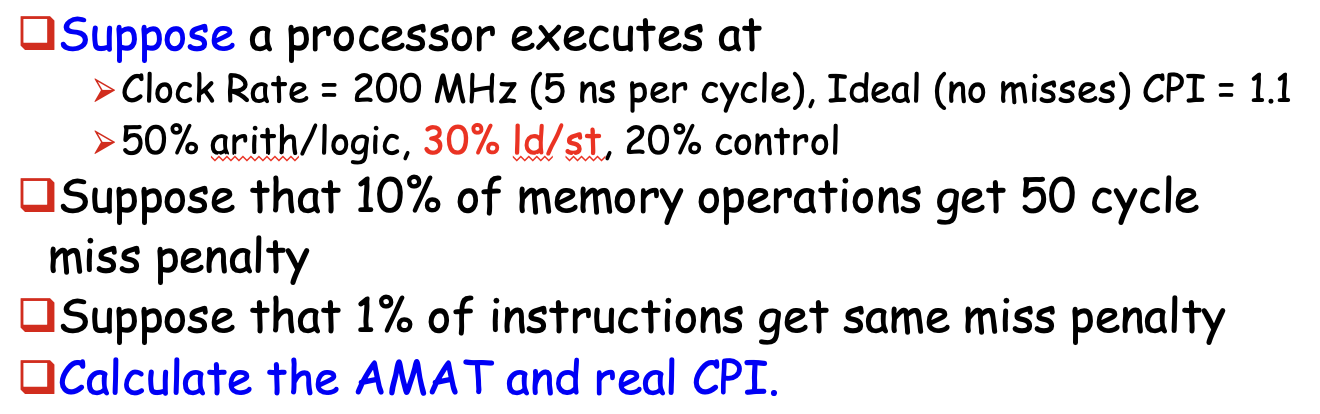 Suppose a processor executes at
Clock Rate = 200 MHz (5 ns per cycle), Ideal (no misses) CPI = 1.1
50% arith/logic, 30% ld/st, 20% control
Suppose that 10% of memory operations get 50 cycle
miss penalty
Suppose that 1% of instructions get same miss penalty
Calculate the AMAT and real CPI.